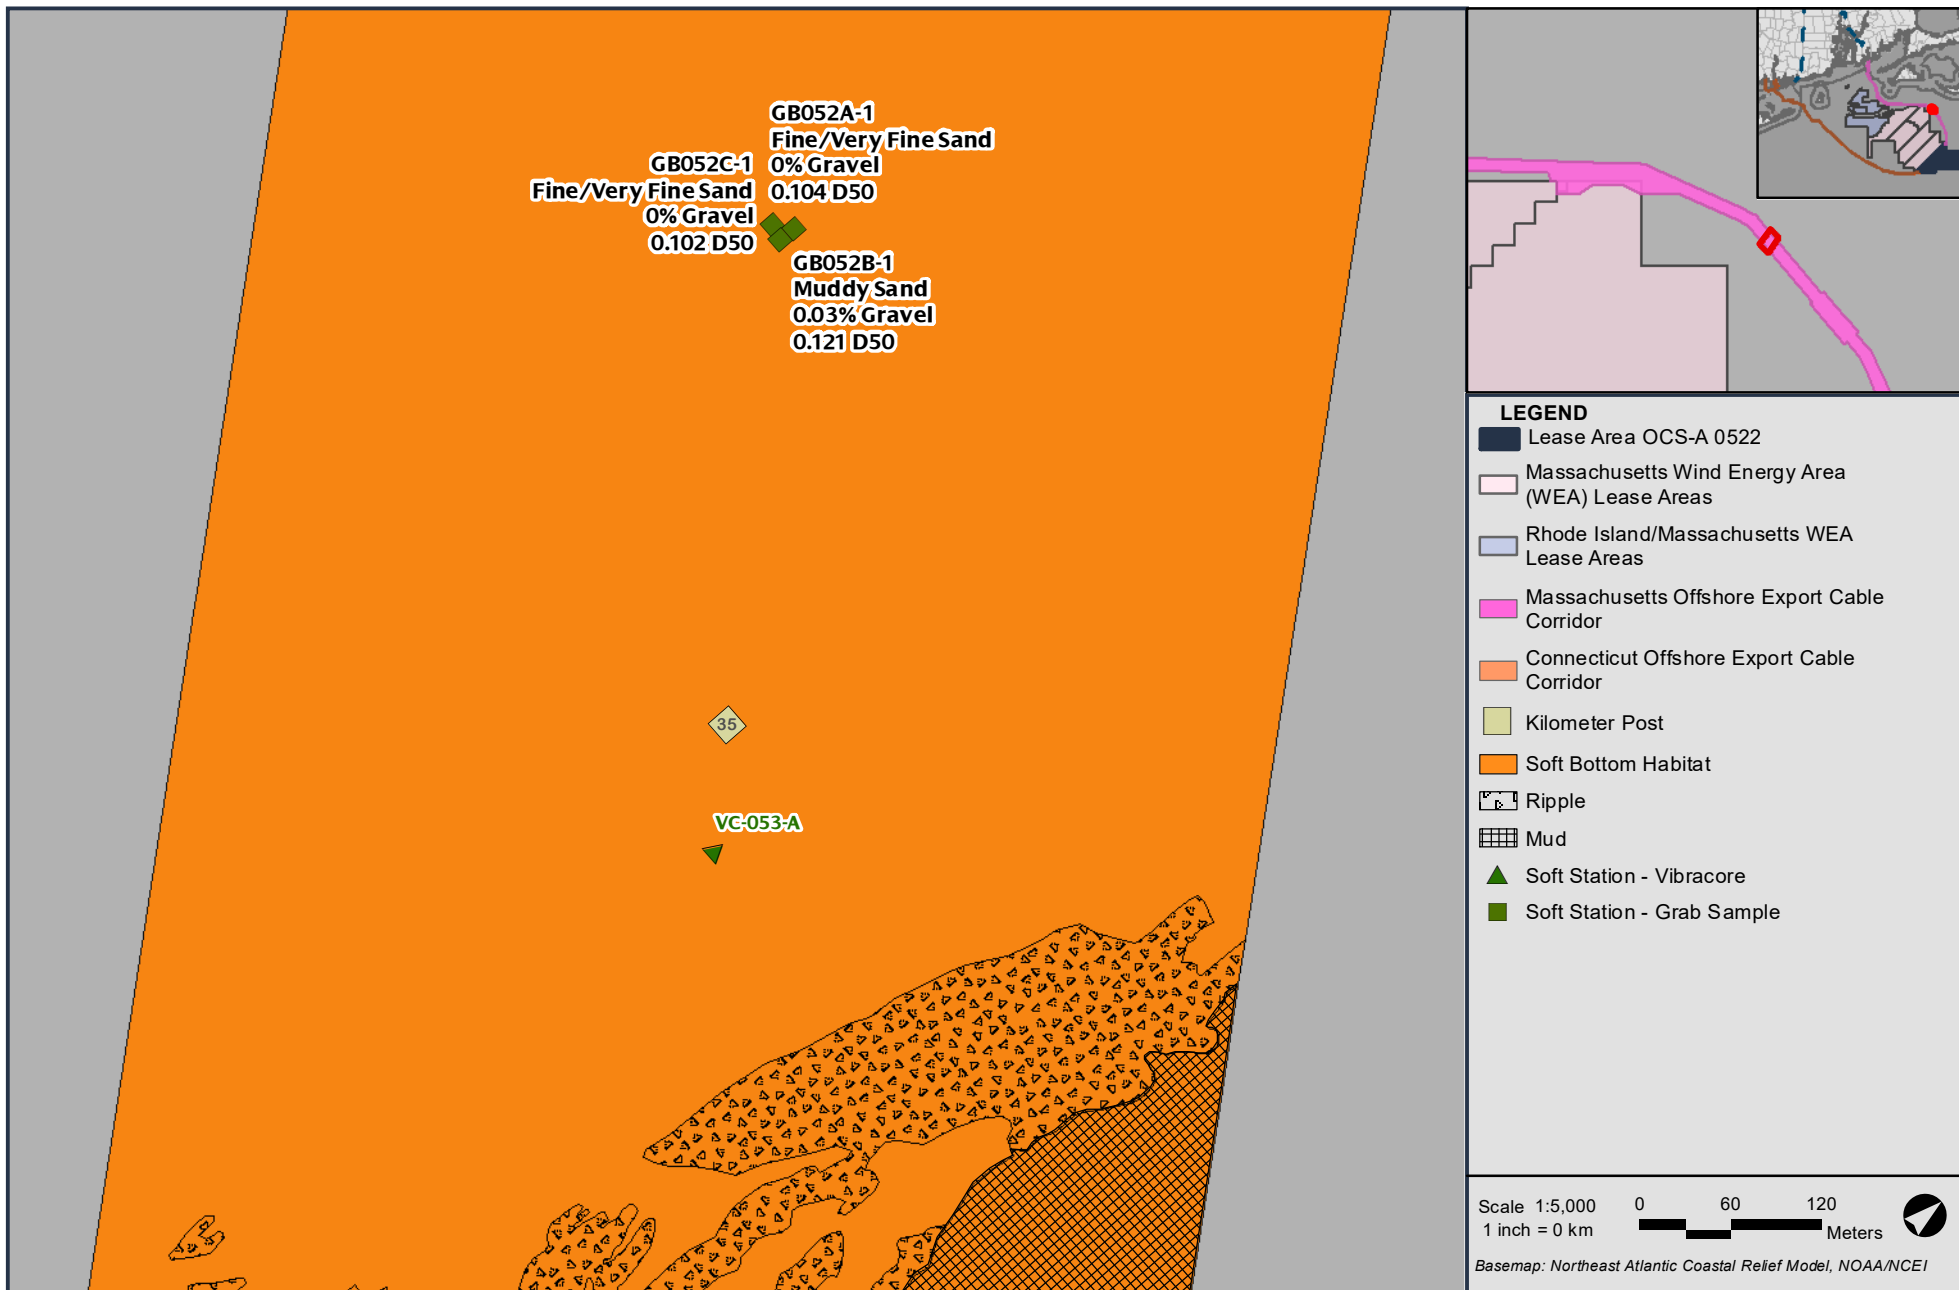 GB052A-1
Fine/Very Fine Sand
0% Gravel
0.104 D50
GB052C-1
Fine/Very Fine Sand
0% Gravel
0.102 D50
GB052B-1
Muddy Sand
0.03% Gravel
0.121 D50
35
VC-053-A
LEGEND
Lease Area OCS-A 0522
Massachusetts Wind Energy Area
(WEA) Lease Areas
Rhode Island/Massachusetts WEA
Lease Areas
Massachusetts Offshore Export Cable
Corridor
Connecticut Offshore Export Cable
Corridor
Kilometer Post
Soft Bottom Habitat
Ripple
Mud
Soft Station - Vibracore
Soft Station - Grab Sample
Scale 1:5,000
1 inch = 0 km
0 60 120
Meters
Basemap: Northeast Atlantic Coastal Relief Model, NOAA/NCEI